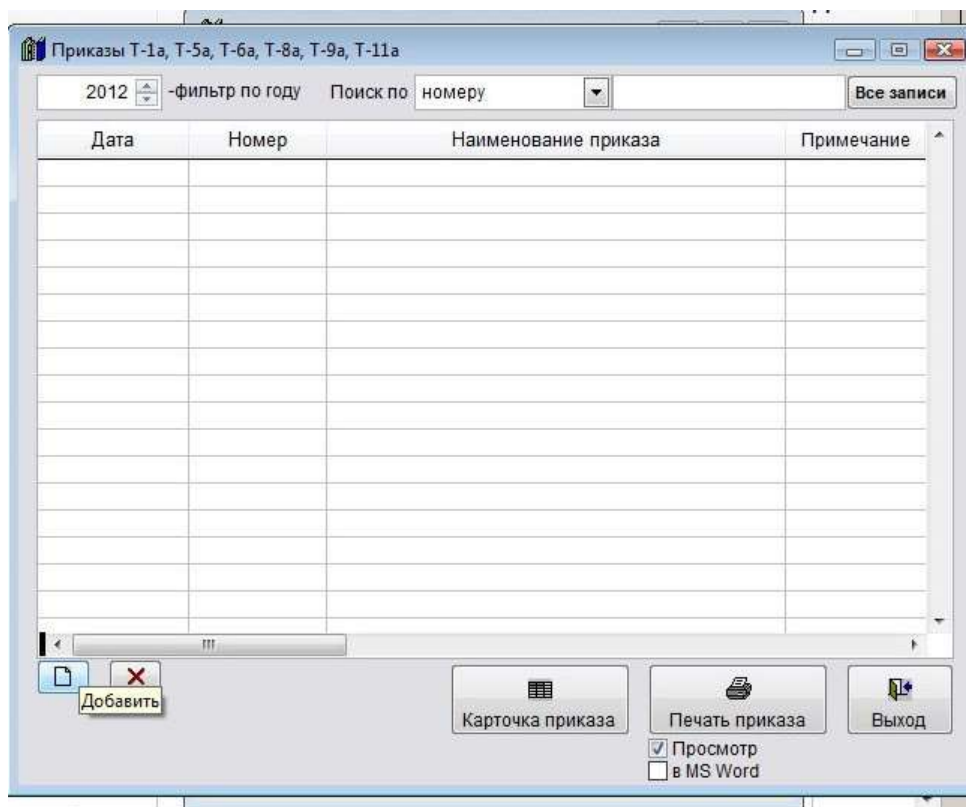 Приказы Т-1а, Т-5а, Т-6а, Т-8а, Т-9а, Т-11а
2012 -фильтр по году Поиск по номеру Все записи
Дата Номер Наименование приказа Примечание
Добавить
Карточка приказа Печать приказа Выход
Просмотр
в MS Word